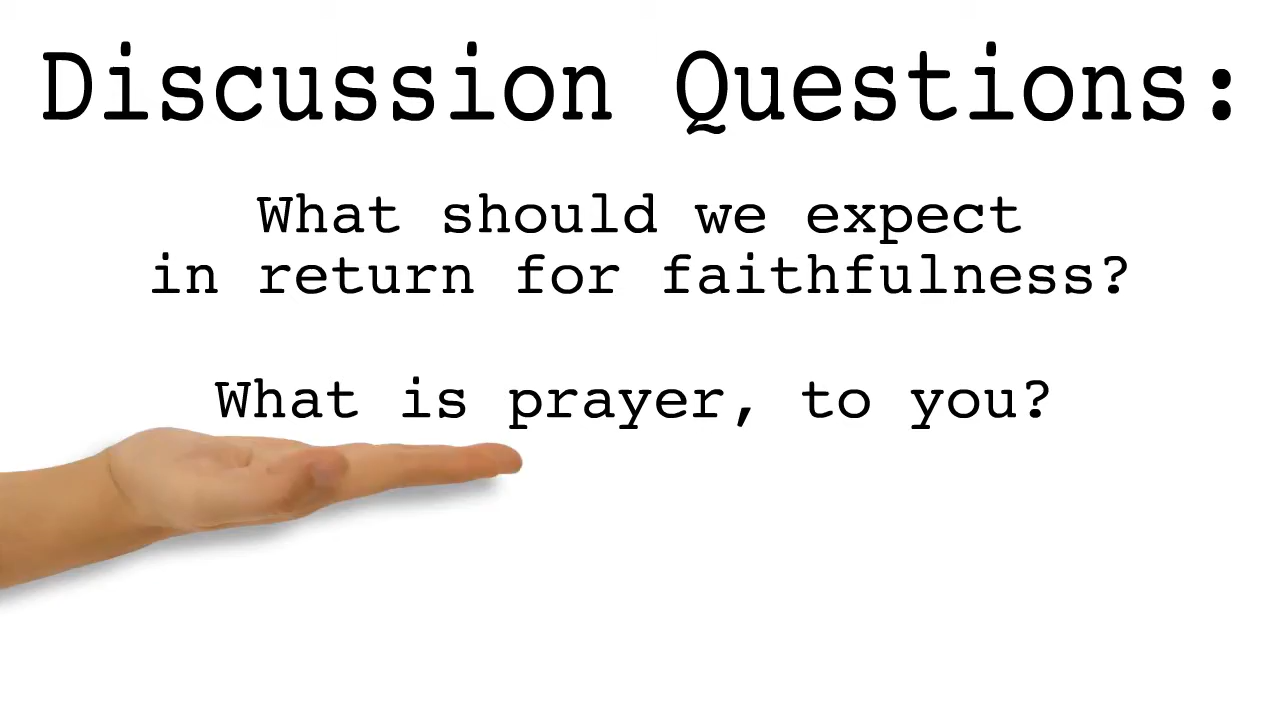 Discussion Questions:
What should we expect
in return for faithfulness?
What is prayer, to you?